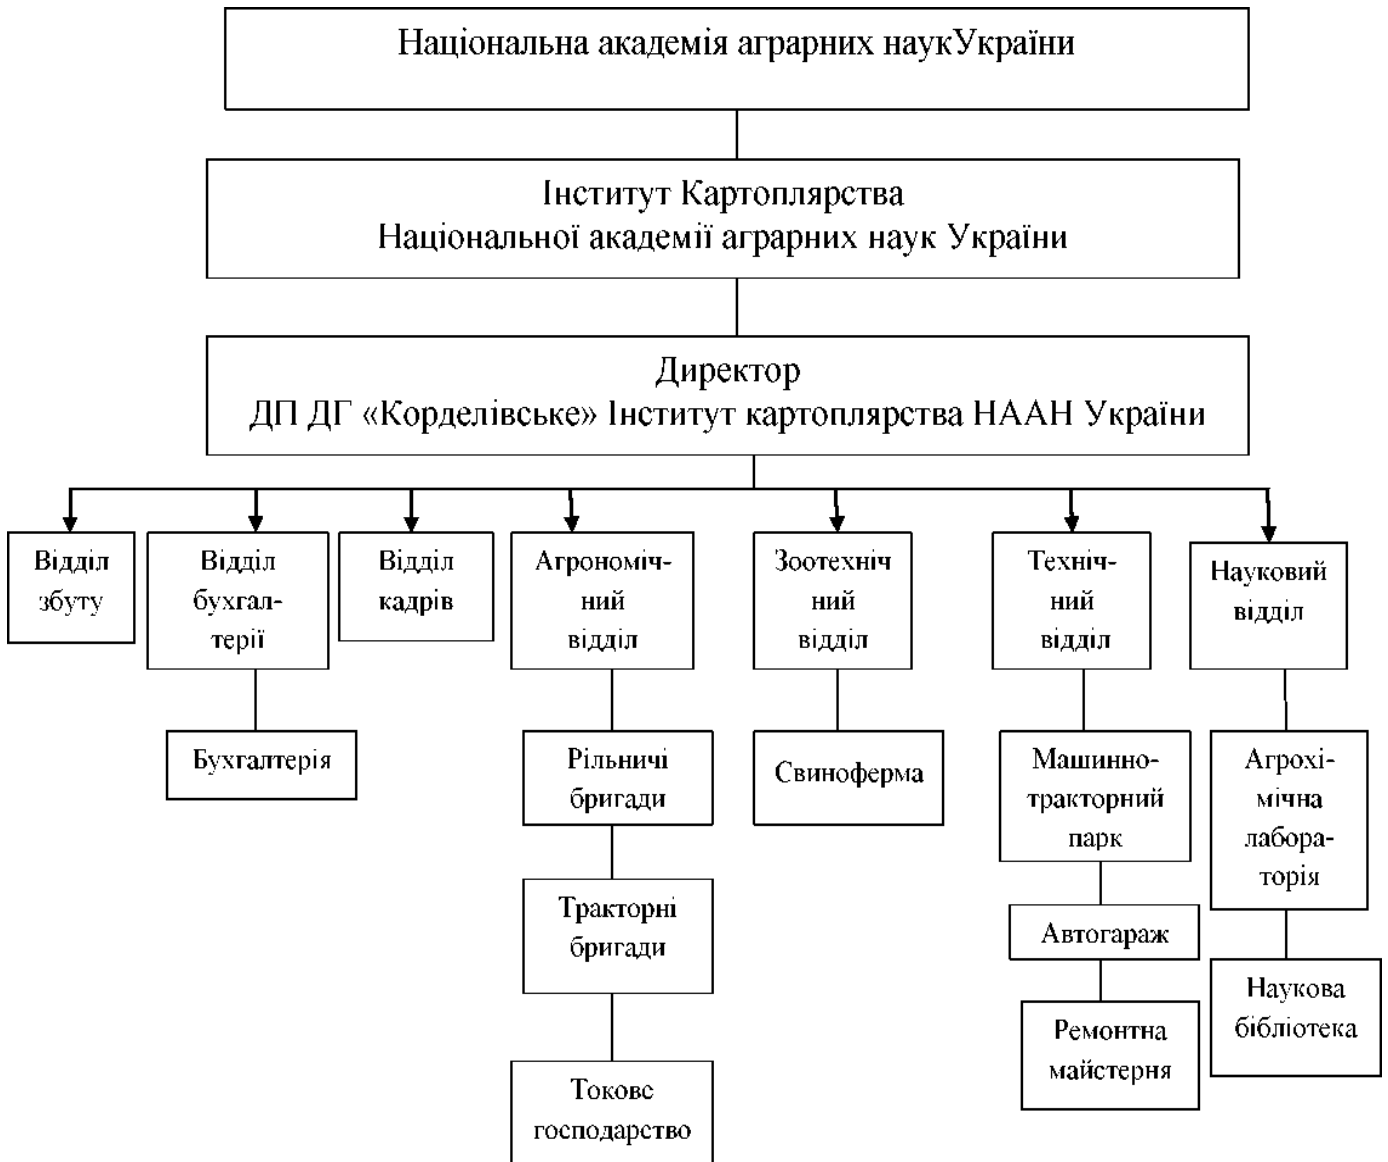 Національна академія аграрних наукУкраїни
Інститут Картоплярства
Національної академії аграрних наук України
Директор
ДП ДГ «Корделівське» Інститут картоплярства НААН України
Відділ
збуту
Відділ
бухгал-
терії
Відділ
кадрів
Агрономіч-
ний
відділ
Зоотехніч
ний
відділ
Техніч-
ний
відділ
Науковий
відділ
Бухгалтерія
Рільничі
бригади
Тракторні
бригади
Токове
господарство
Свиноферма
Машинно-
тракторний
парк
Автогараж
Ремонтна
майстерня
Агрохі-
мічна
лабора-
торія
Наукова
бібліотека